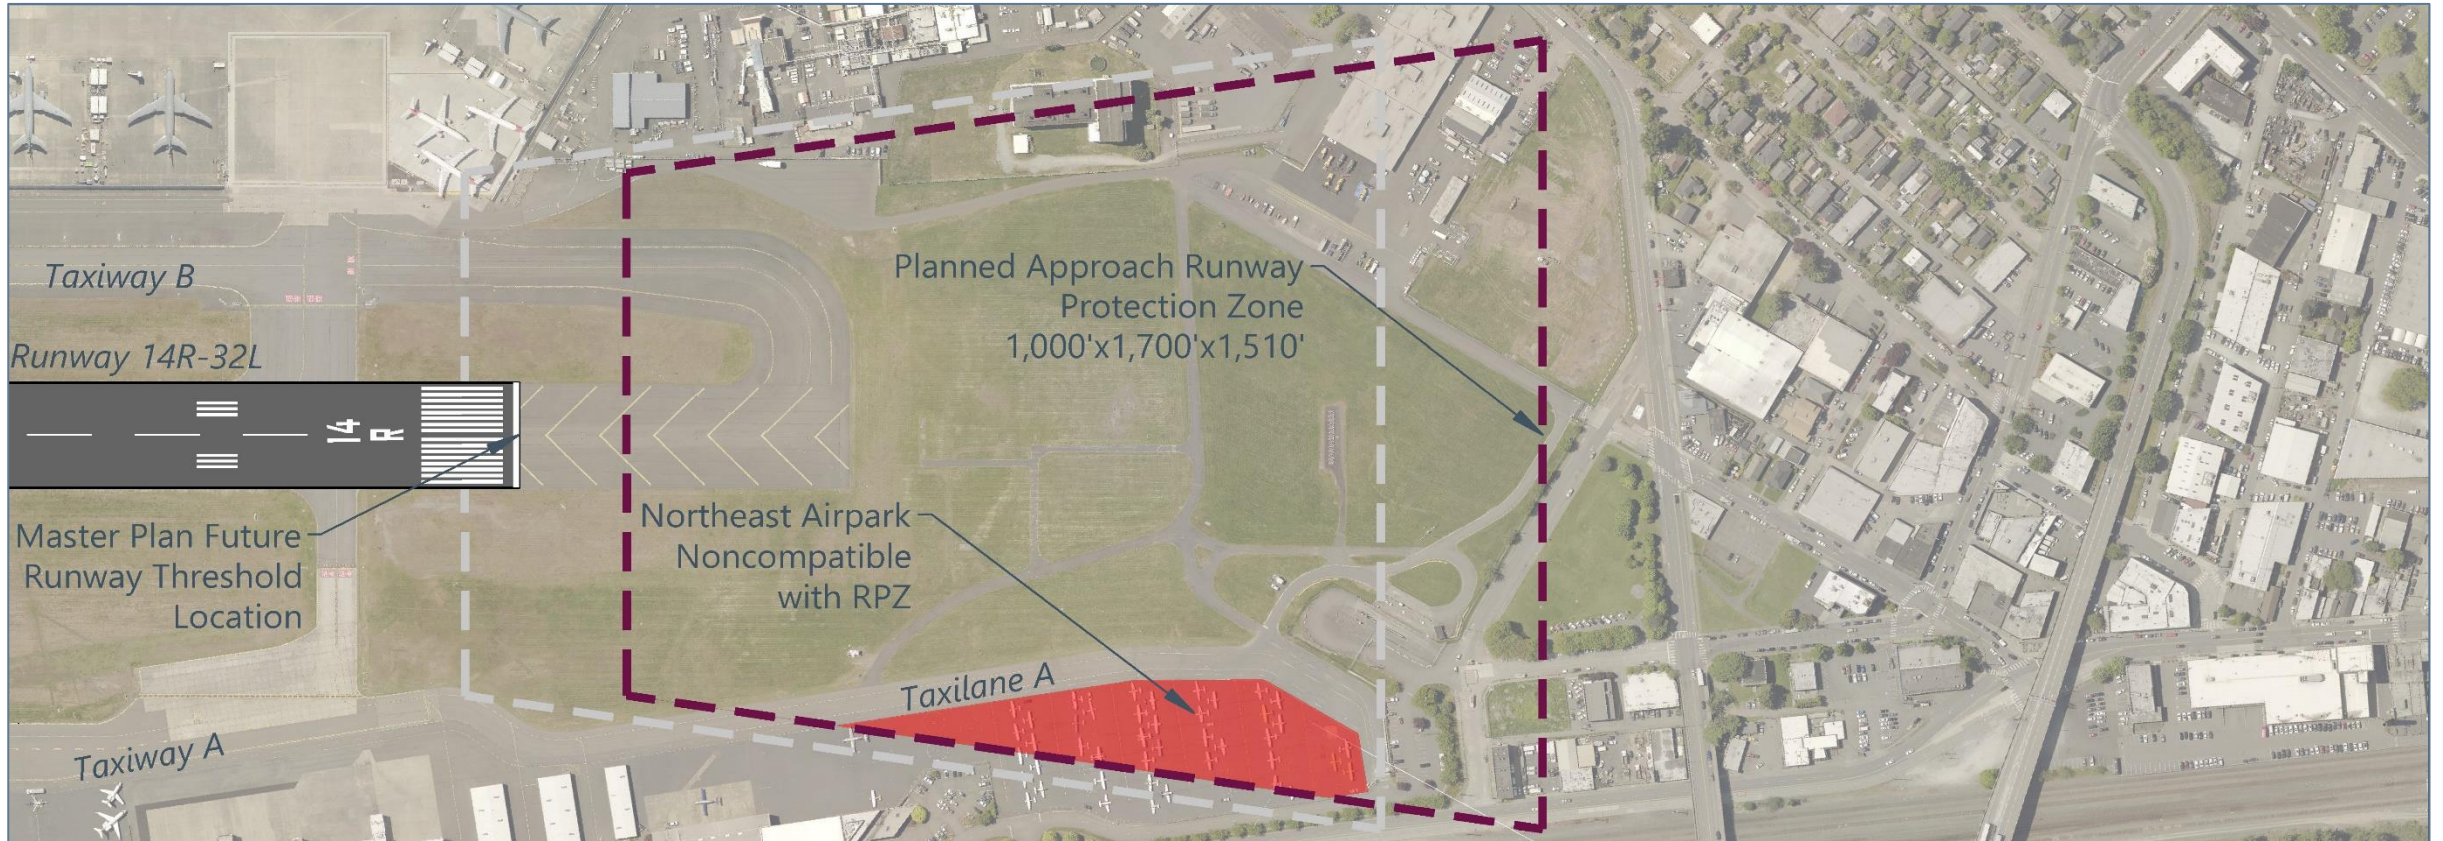 Taxiway B
Runway 14R-32L
14
R
Planned Approach Runway
Protection Zone
1,000'x1,700'x1,510'
Master Plan Future
Runway Threshold
Location
Northeast Airpark
Noncompatible
with RPZ
Taxilane A
Taxiway A